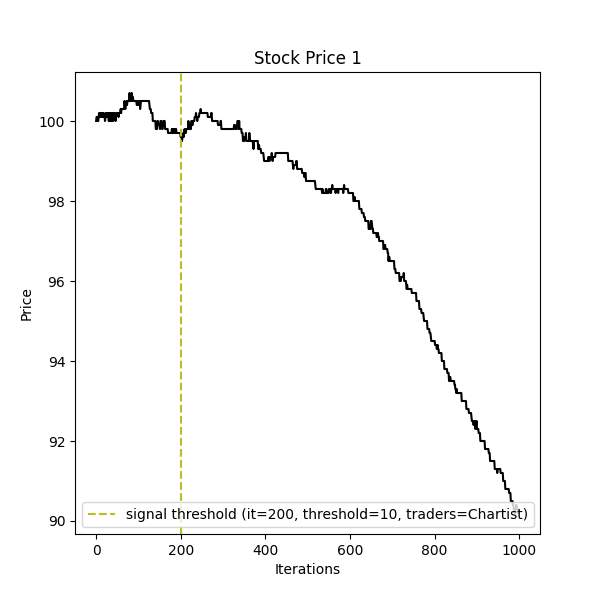 Stock Price 1
100
98
96
94
92
90
Price
signal threshold (it=200, threshold=10, traders=Chartist)
0 200 400 600 800 1000
Iterations